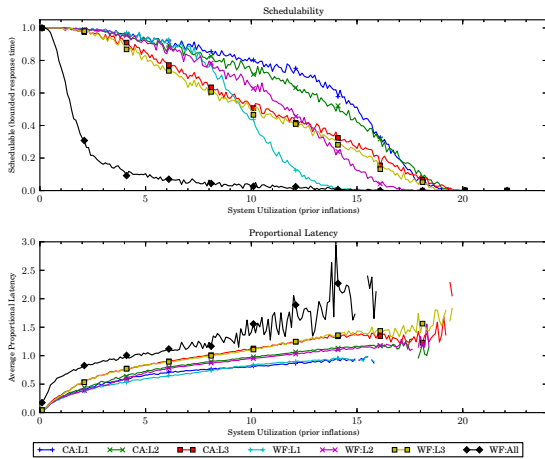 Schedulability
Schedulable (bounded response time)
1.0
0.8
0.6
0.4
0.2
0.0
0 5 10 15 20
System Utilization (prior inflations)
Proportional Latency
Average Proportional Latency
3.0
2.5
2.0
1.5
1.0
0.5
0.0
0 5 10 15 20
System Utilization (prior inflations)
CA:L1 CA:L2 CA:L3 WF:L1 WF:L2 WF:L3 WF:All